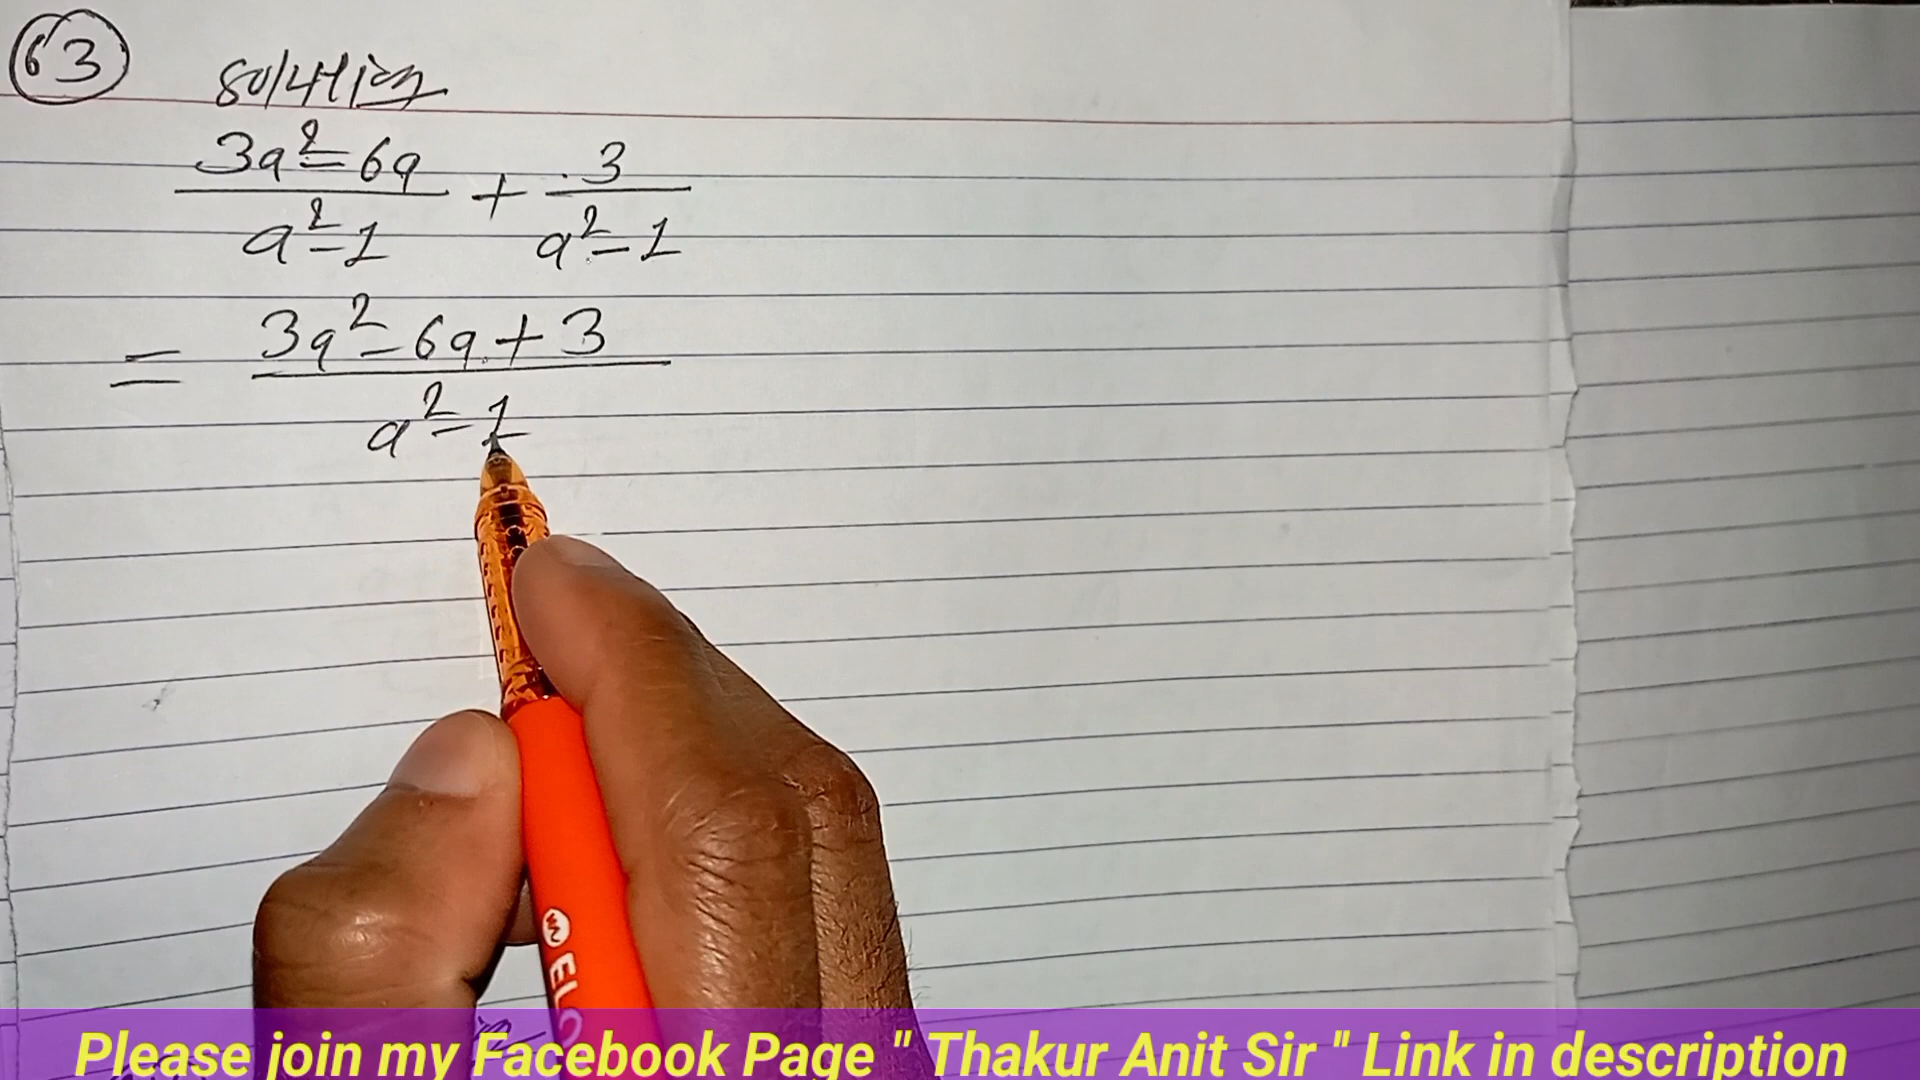 63 solution
3a²-6a / a²-1 + 3 / a²-1
= 3a²-6a+3 / a²-1
ELO
Please join my Facebook Page " Thakur Anit Sir " Link in description